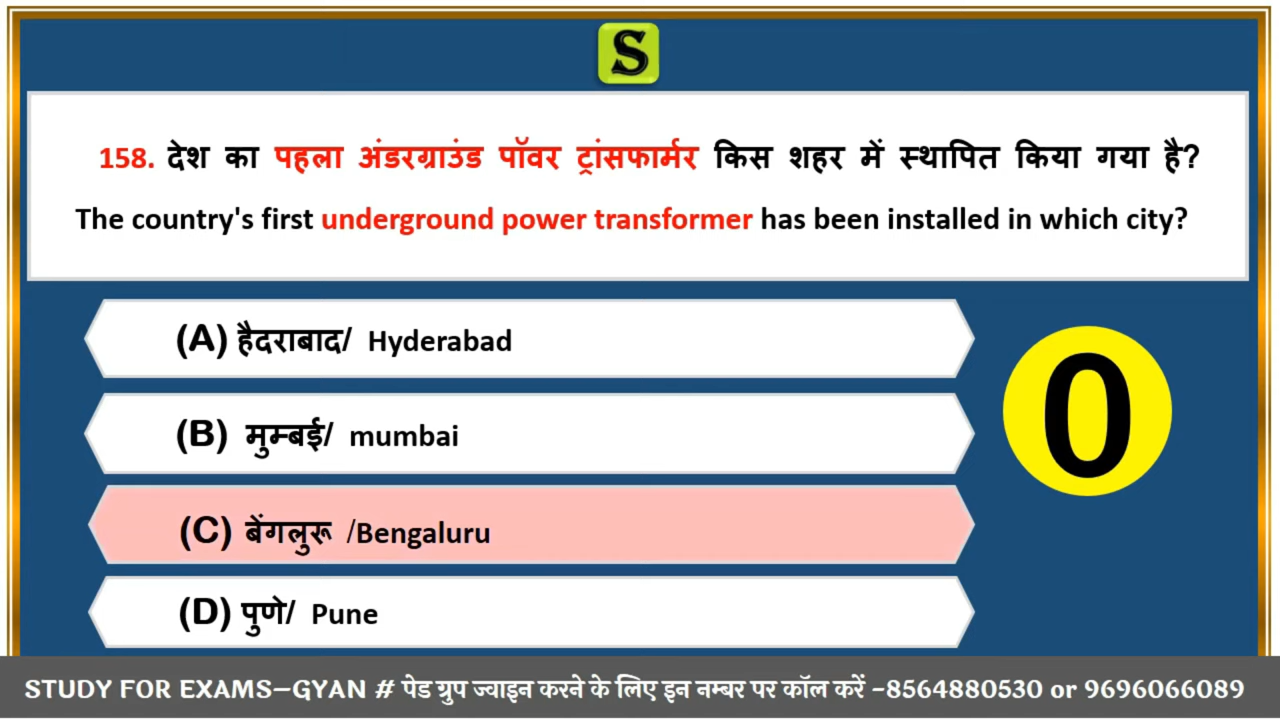 S
158. देश का पहला अंडरग्राउंड पॉवर ट्रांसफार्मर किस शहर में स्थापित किया गया है?
The country's first underground power transformer has been installed in which city?
(A) हैदराबाद/ Hyderabad
(B) मुम्बई/ mumbai
0
(C) बेंगलुरू /Bengaluru
(D) पुणे/ Pune
STUDY FOR EXAMS-GYAN # पेड ग्रुप ज्वाइन करने के लिए इन नम्बर पर कॉल करें -8564880530 or 9696066089